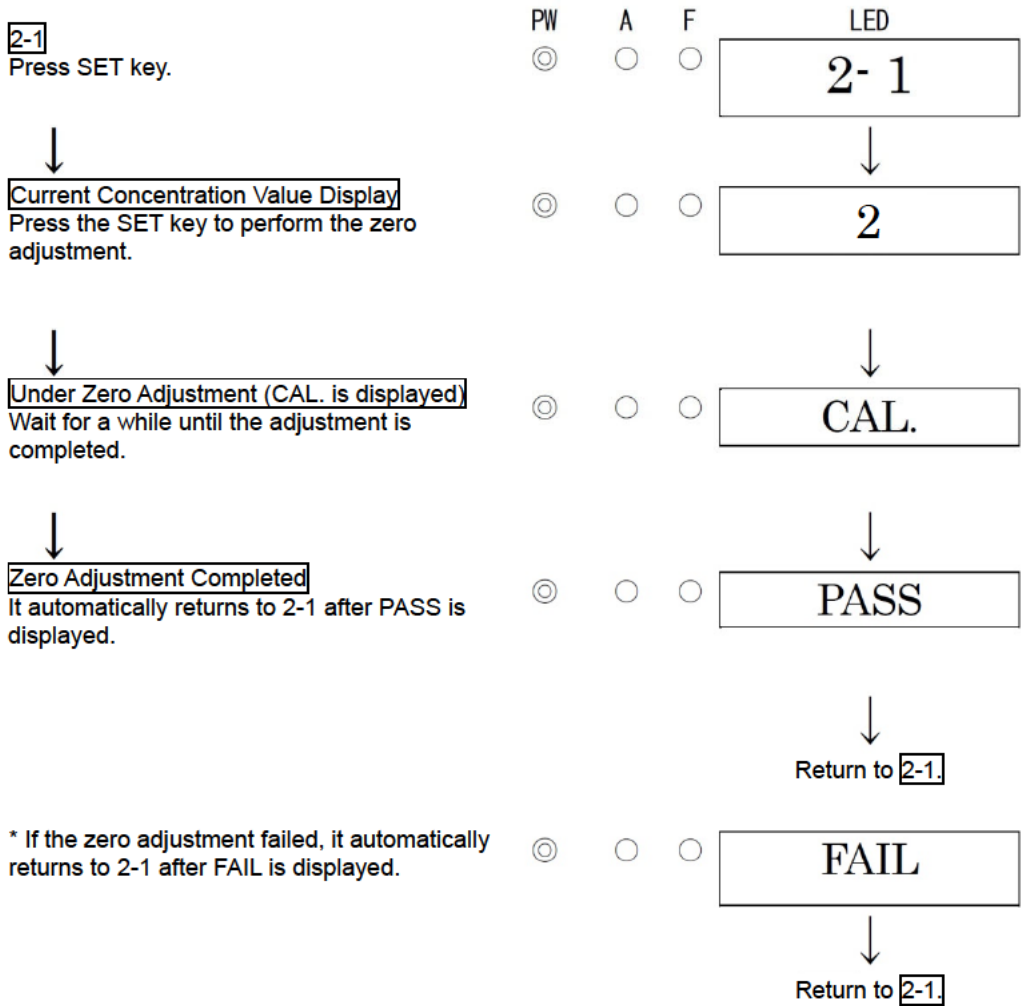 PW A F LED
2-1
Press SET key.
2- 1
Current Concentration Value Display
Press the SET key to perform the zero
adjustment.
2
Under Zero Adjustment (CAL. is displayed)
Wait for a while until the adjustment is
completed.
CAL.
Zero Adjustment Completed
It automatically returns to 2-1 after PASS is
displayed.
PASS
Return to 2-1.
* If the zero adjustment failed, it automatically
returns to 2-1 after FAIL is displayed.
FAIL
Return to 2-1.